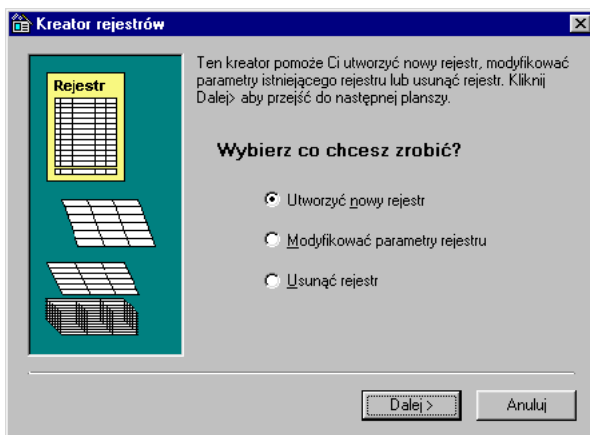 Kreator rejestrów
Rejestr
Ten kreator pomoże Ci utworzyć nowy rejestr, modyfikować
parametry istniejącego rejestru lub usunąć rejestr. Kliknij
Dalej> aby przejść do następnej planszy.
Wybierz co chcesz zrobić?
Utworzyć nowy rejestr
Modyfikować parametry rejestru
Usunąć rejestr
Dalej >
Anuluj